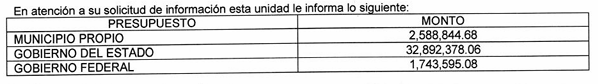 En atención a su solicitud de información esta unidad le informa lo siguiente:
PRESUPUESTO MONTO
MUNICIPIO PROPIO 2,588,844.68
GOBIERNO DEL ESTADO 32,892,378.06
GOBIERNO FEDERAL 1,743,595.08